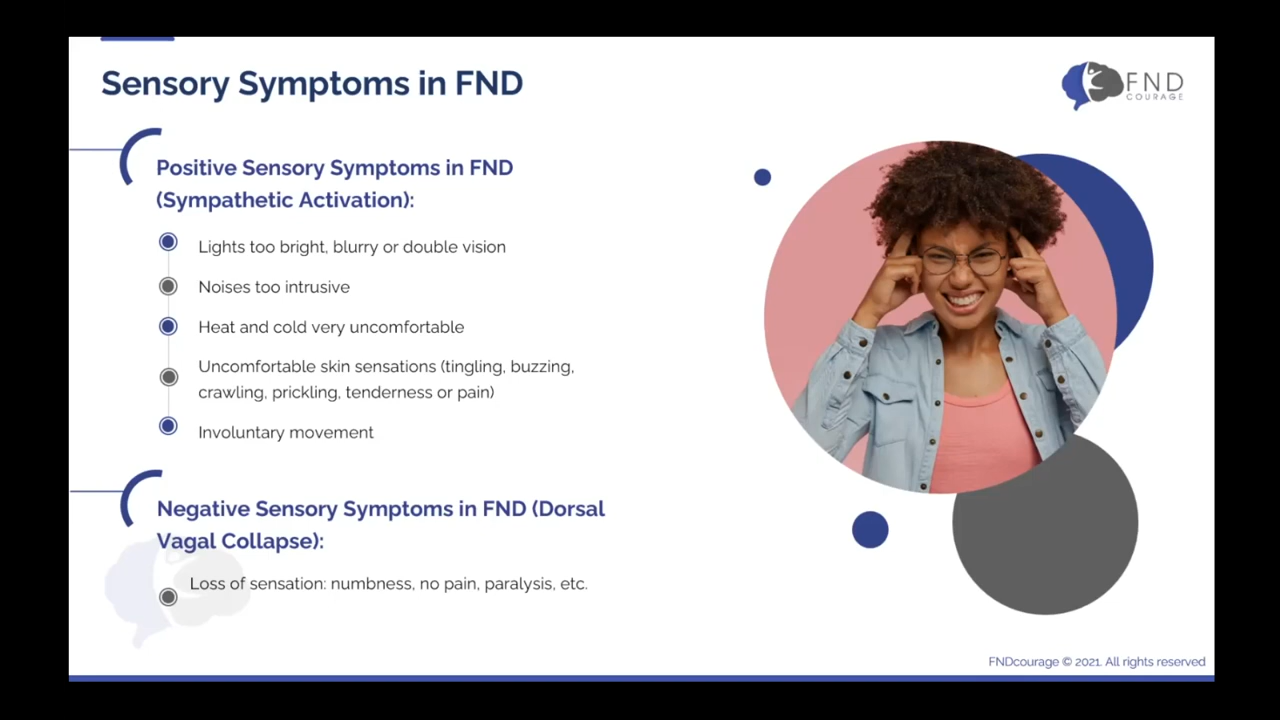 Sensory Symptoms in FND
FND
COURAGE
Positive Sensory Symptoms in FND
(Sympathetic Activation):
Lights too bright, blurry or double vision
Noises too intrusive
Heat and cold very uncomfortable
Uncomfortable skin sensations (tingling, buzzing,
crawling, prickling, tenderness or pain)
Involuntary movement
Negative Sensory Symptoms in FND (Dorsal
Vagal Collapse):
Loss of sensation: numbness, no pain, paralysis, etc.
FNDcourage © 2021. All rights reserved